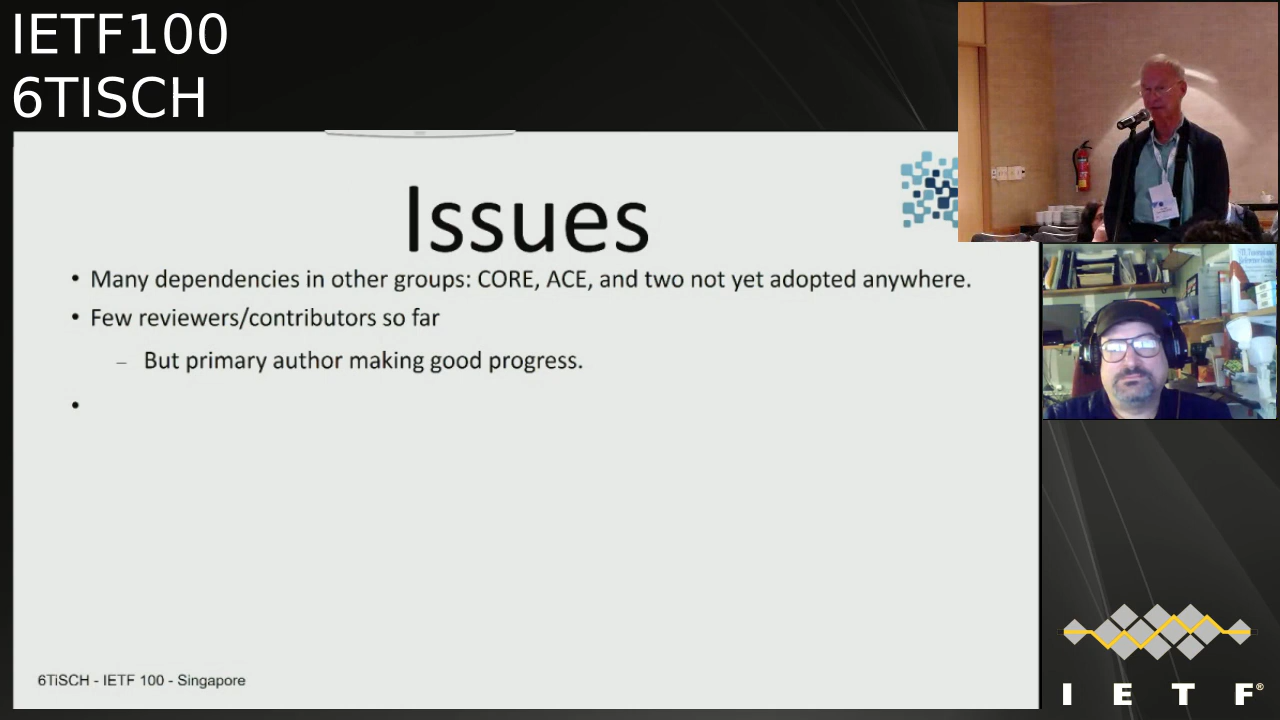 IETF100
6TISCH
Issues
• Many dependencies in other groups: CORE, ACE, and two not yet adopted anywhere.
• Few reviewers/contributors so far
– But primary author making good progress.
•
6TiSCH - IETF 100 - Singapore
I E T F®